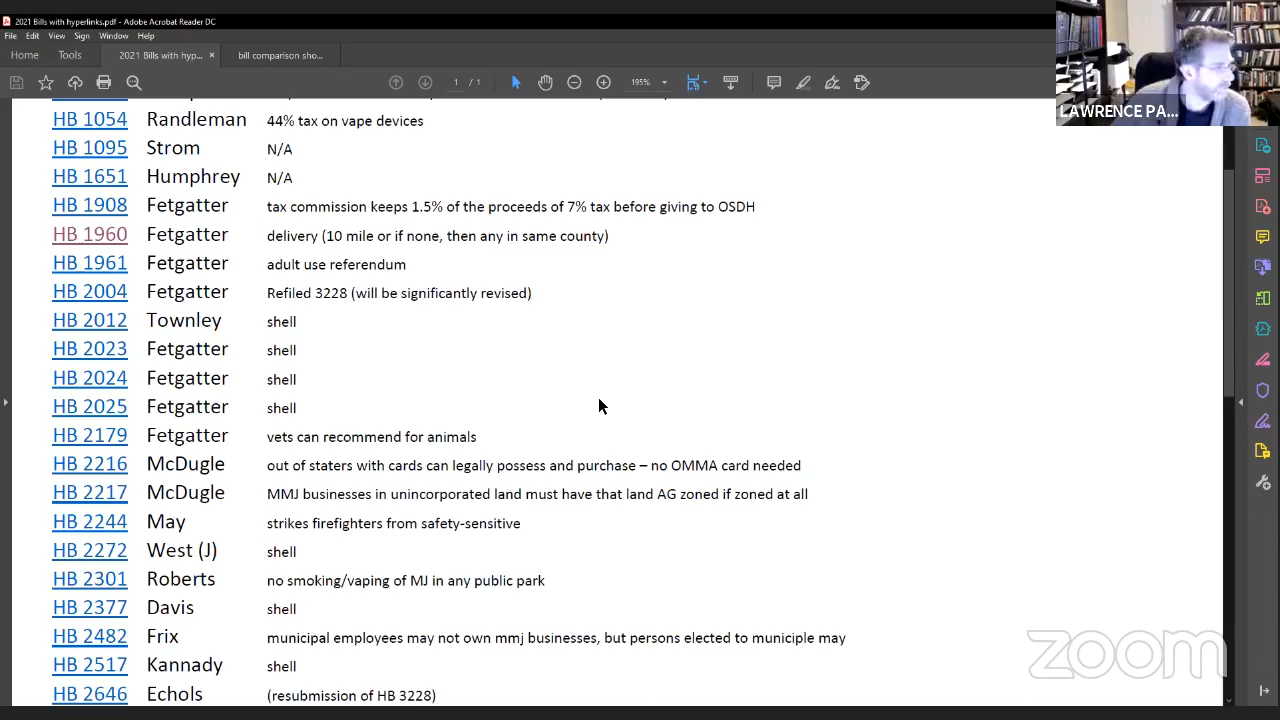 2021 Bills with hyperlinks.pdf - Adobe Acrobat Reader DC
File Edit View Sign Window Help
Home Tools 2021 Bills with hyp... × bill comparison sho...
1 / 1 195%
LAWRENCE PA...
HB 1054 Randleman 44% tax on vape devices
HB 1095 Strom N/A
HB 1651 Humphrey N/A
HB 1908 Fetgatter tax commission keeps 1.5% of the proceeds of 7% tax before giving to OSDH
HB 1960 Fetgatter delivery (10 mile or if none, then any in same county)
HB 1961 Fetgatter adult use referendum
HB 2004 Fetgatter Refiled 3228 (will be significantly revised)
HB 2012 Townley shell
HB 2023 Fetgatter shell
HB 2024 Fetgatter shell
HB 2025 Fetgatter shell
HB 2179 Fetgatter vets can recommend for animals
HB 2216 McDugle out of staters with cards can legally possess and purchase – no OMMA card needed
HB 2217 McDugle MMJ businesses in unincorporated land must have that land AG zoned if zoned at all
HB 2244 May strikes firefighters from safety-sensitive
HB 2272 West (J) shell
HB 2301 Roberts no smoking/vaping of MJ in any public park
HB 2377 Davis shell
HB 2482 Frix municipal employees may not own mmj businesses, but persons elected to municiple may
HB 2517 Kannady shell
HB 2646 Echols (resubmission of HB 3228)
zoom